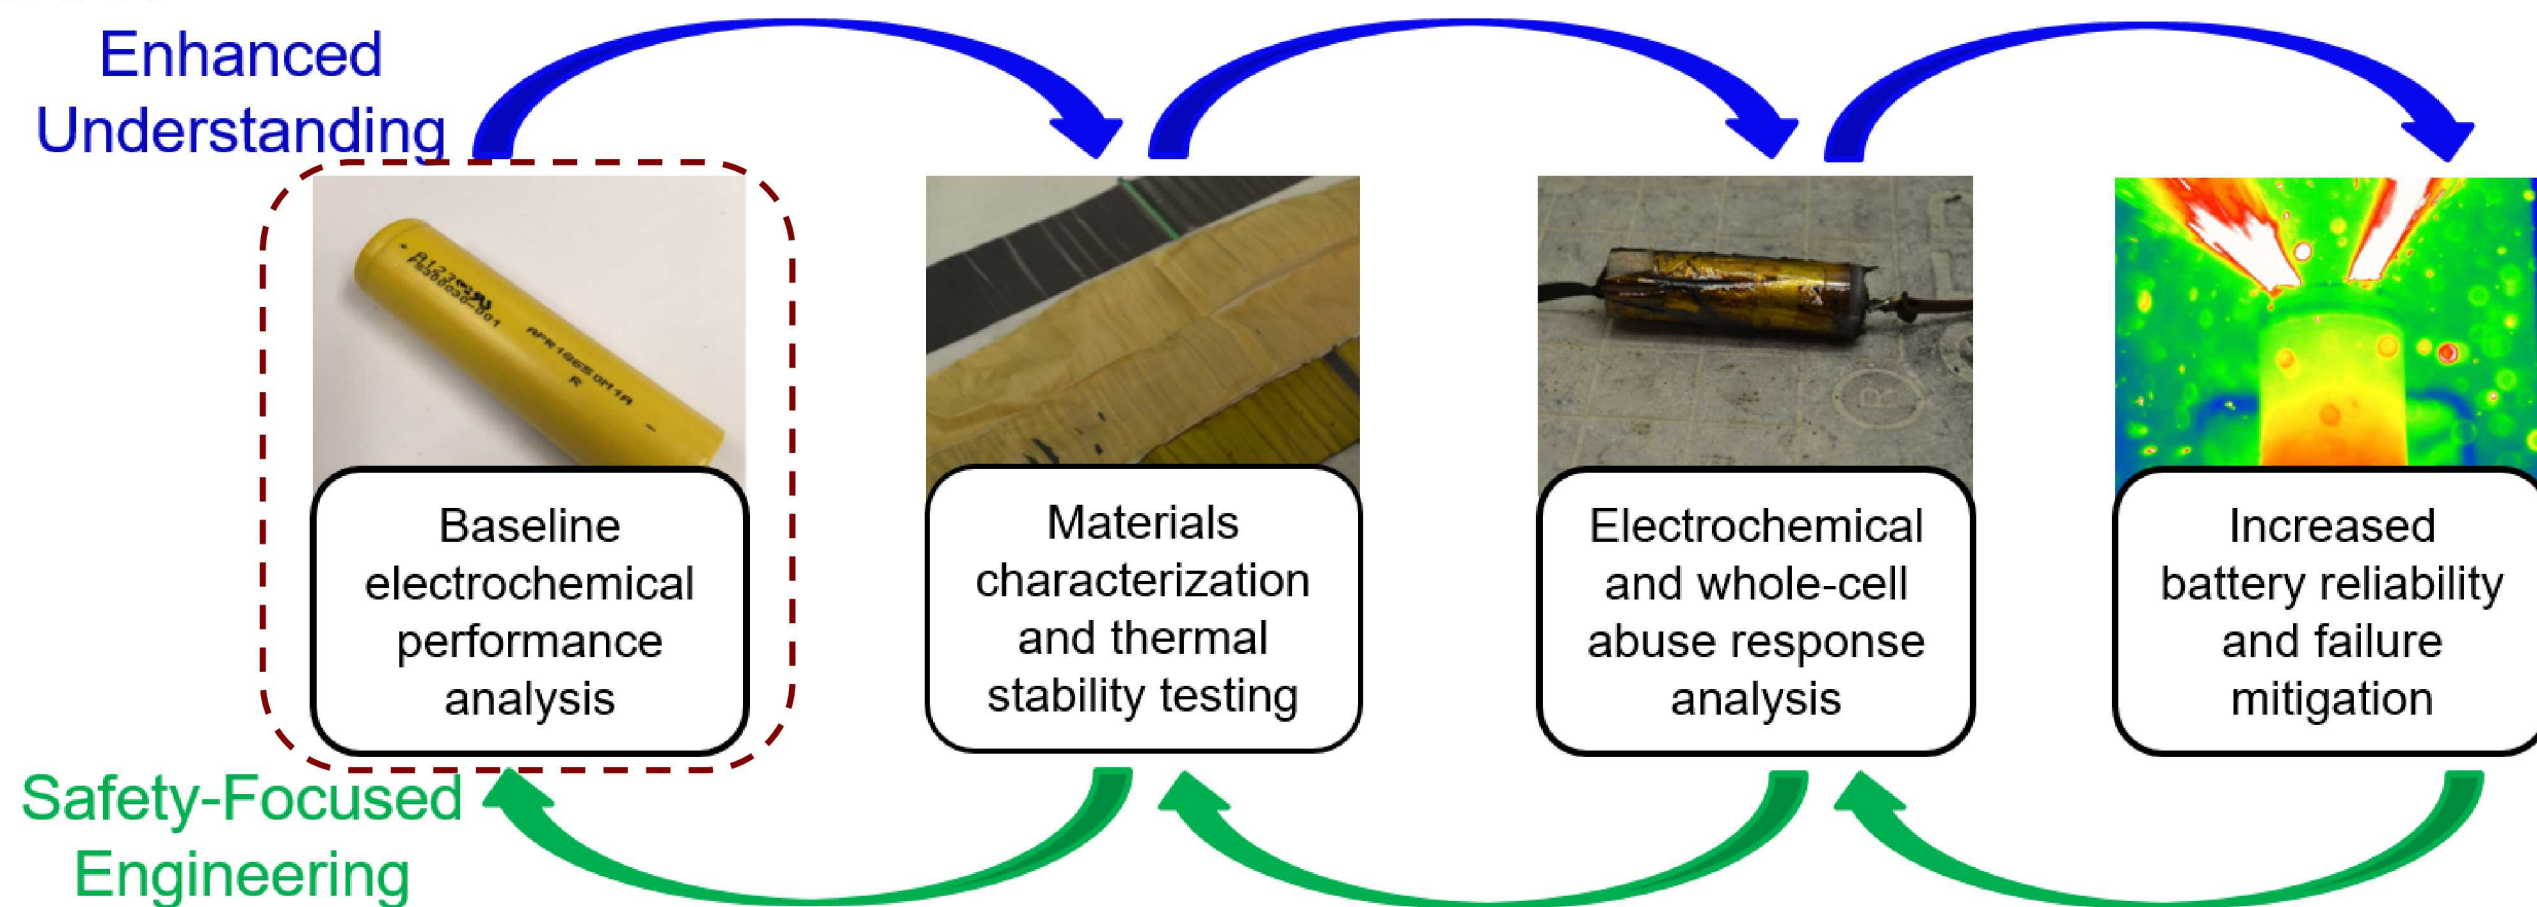 Enhanced
Understanding
APR18650M1A
R
Baseline
electrochemical
performance
analysis
Materials
characterization
and thermal
stability testing
R
Electrochemical
and whole-cell
abuse response
analysis
Increased
battery reliability
and failure
mitigation
Safety-Focused
Engineering